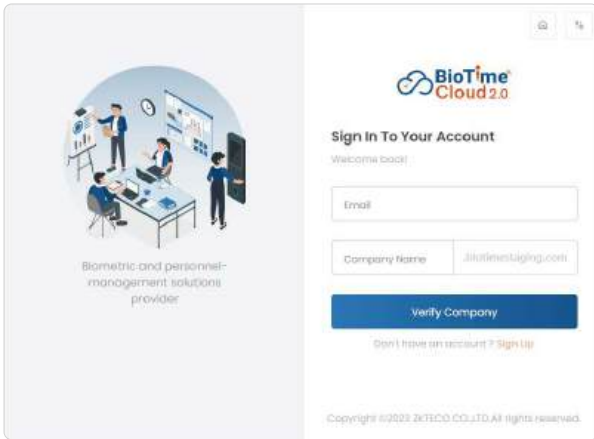 BioTime
Cloud 2.0
Sign In To Your Account
Welcome back!
Email
Company Name
.biotimestaging.com
Verify Company
Don't have an account ? Sign Up
Biometric and personnel-
management solutions
provider
Copyright ©2023 ZKTECO CO.,LTD.All rights reserved.